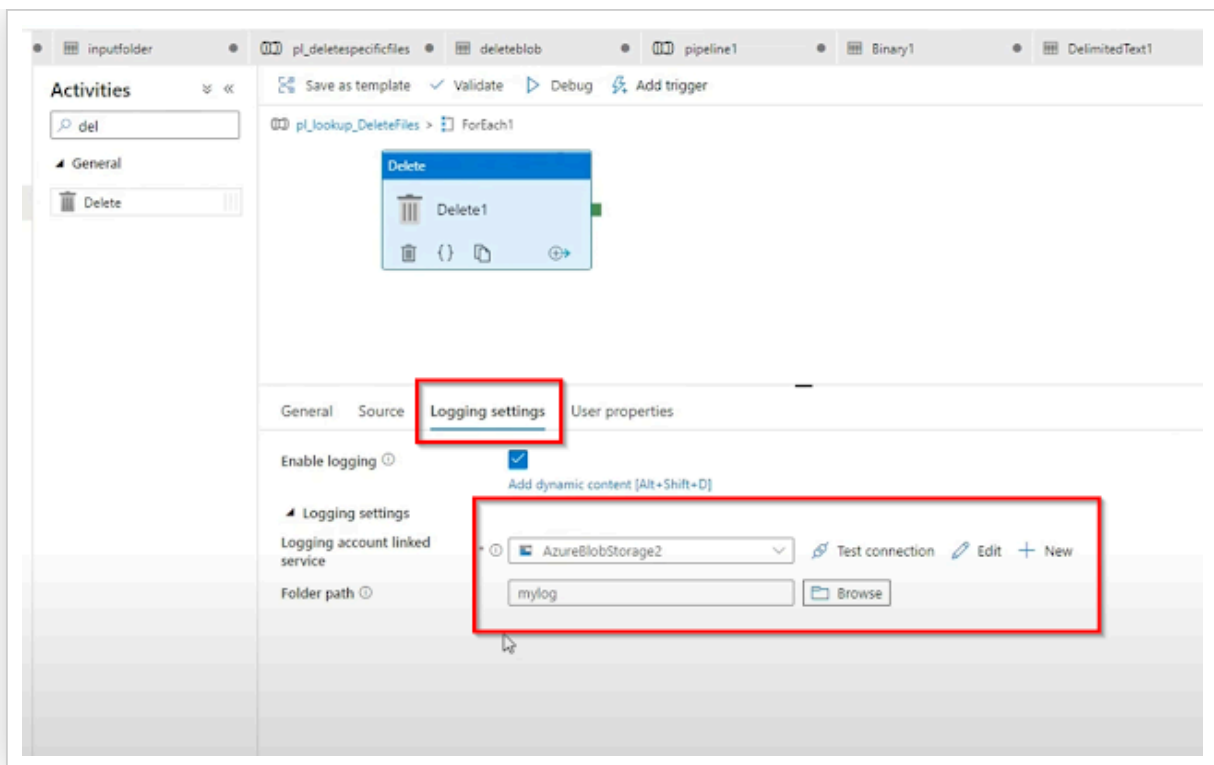 inputfolder pl_deletespecificfiles deleteblob pipeline1 Binary1 DelimitedText1
Activities
Save as template Validate Debug Add trigger
del
pl_lookup_DeleteFiles > ForEach1
General
Delete
Delete
Delete1
{}
General Source Logging settings User properties
Enable logging
Add dynamic content [Alt+Shift+D]
Logging settings
Logging account linked service
* AzureBlobStorage2 Test connection Edit New
Folder path mylog Browse